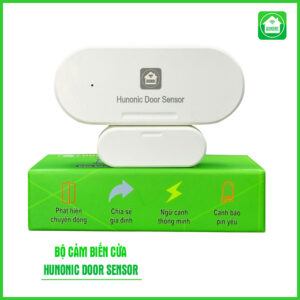 HUNONIC
Hunonic Door Sensor
Phát hiện
chuyển động
Chia sẻ
gia đình
Ngữ cảnh
thông minh
Cảnh báo
pin yếu
BỘ CẢM BIẾN CỬA
HUNONIC DOOR SENSOR